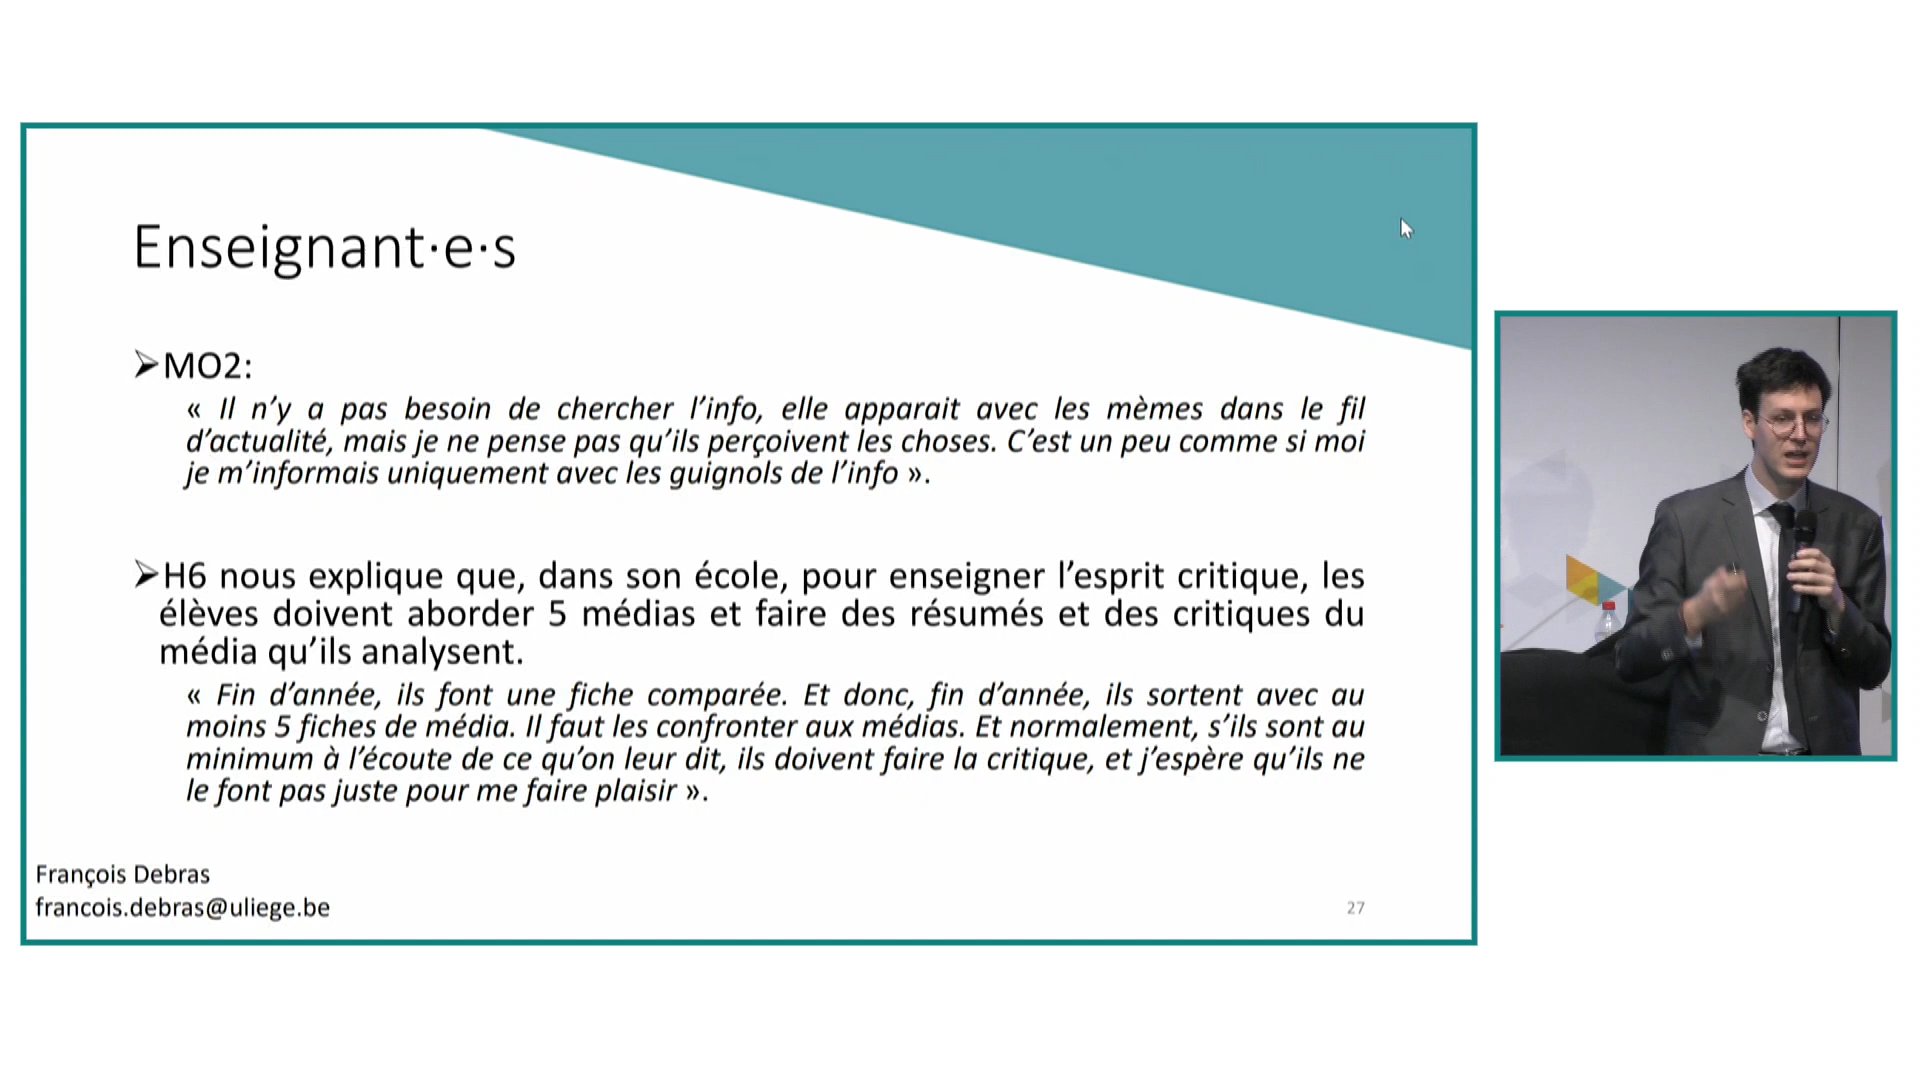 Enseignant·e·s
➢MO2:
« Il n’y a pas besoin de chercher l’info, elle apparait avec les mèmes dans le fil
d’actualité, mais je ne pense pas qu’ils perçoivent les choses. C’est un peu comme si moi
je m’informais uniquement avec les guignols de l’info ».
➢H6 nous explique que, dans son école, pour enseigner l’esprit critique, les
élèves doivent aborder 5 médias et faire des résumés et des critiques du
média qu’ils analysent.
« Fin d’année, ils font une fiche comparée. Et donc, fin d’année, ils sortent avec au
moins 5 fiches de média. Il faut les confronter aux médias. Et normalement, s’ils sont au
minimum à l’écoute de ce qu’on leur dit, ils doivent faire la critique, et j’espère qu’ils ne
le font pas juste pour me faire plaisir ».
François Debras
francois.debras@uliege.be
27